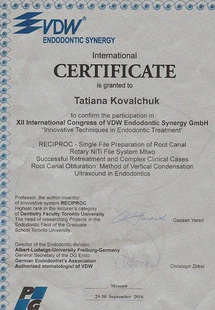 VDW
ENDODONTIC SYNERGY
International
CERTIFICATE
is granted to
Tatiana Kovalchuk
to confirm the participation in
XII International Congress of VDW Endodontic Synergy GmbH
"Innovative Techniques in Endodontic Treatment"
RECIPROC - Single File Preparation of Root Canal
Rotary NiTi File System Mtwo
Successful Retreatment and Complex Clinical Cases
Root Canal Obturation: Method of Vertical Condensation
Ultrasound in Endodontics
Professor, the author-inventor
of innovative system RECIPROC
Highest rank in the lecturer's category
of Dentistry Faculty Toronto University
The head of researching Projects in the
Endodontic Field of the Graduate
School Toronto University
Gassan Yared
Director of the Endodontic division
Albert-Ludwigs-University Freiburg-Germany
General Secretary of the DG Endo
German Endodontists Association
Authorized stomatologist of VDW
Christoph Zirkel
Moscow
29-30 September 2016